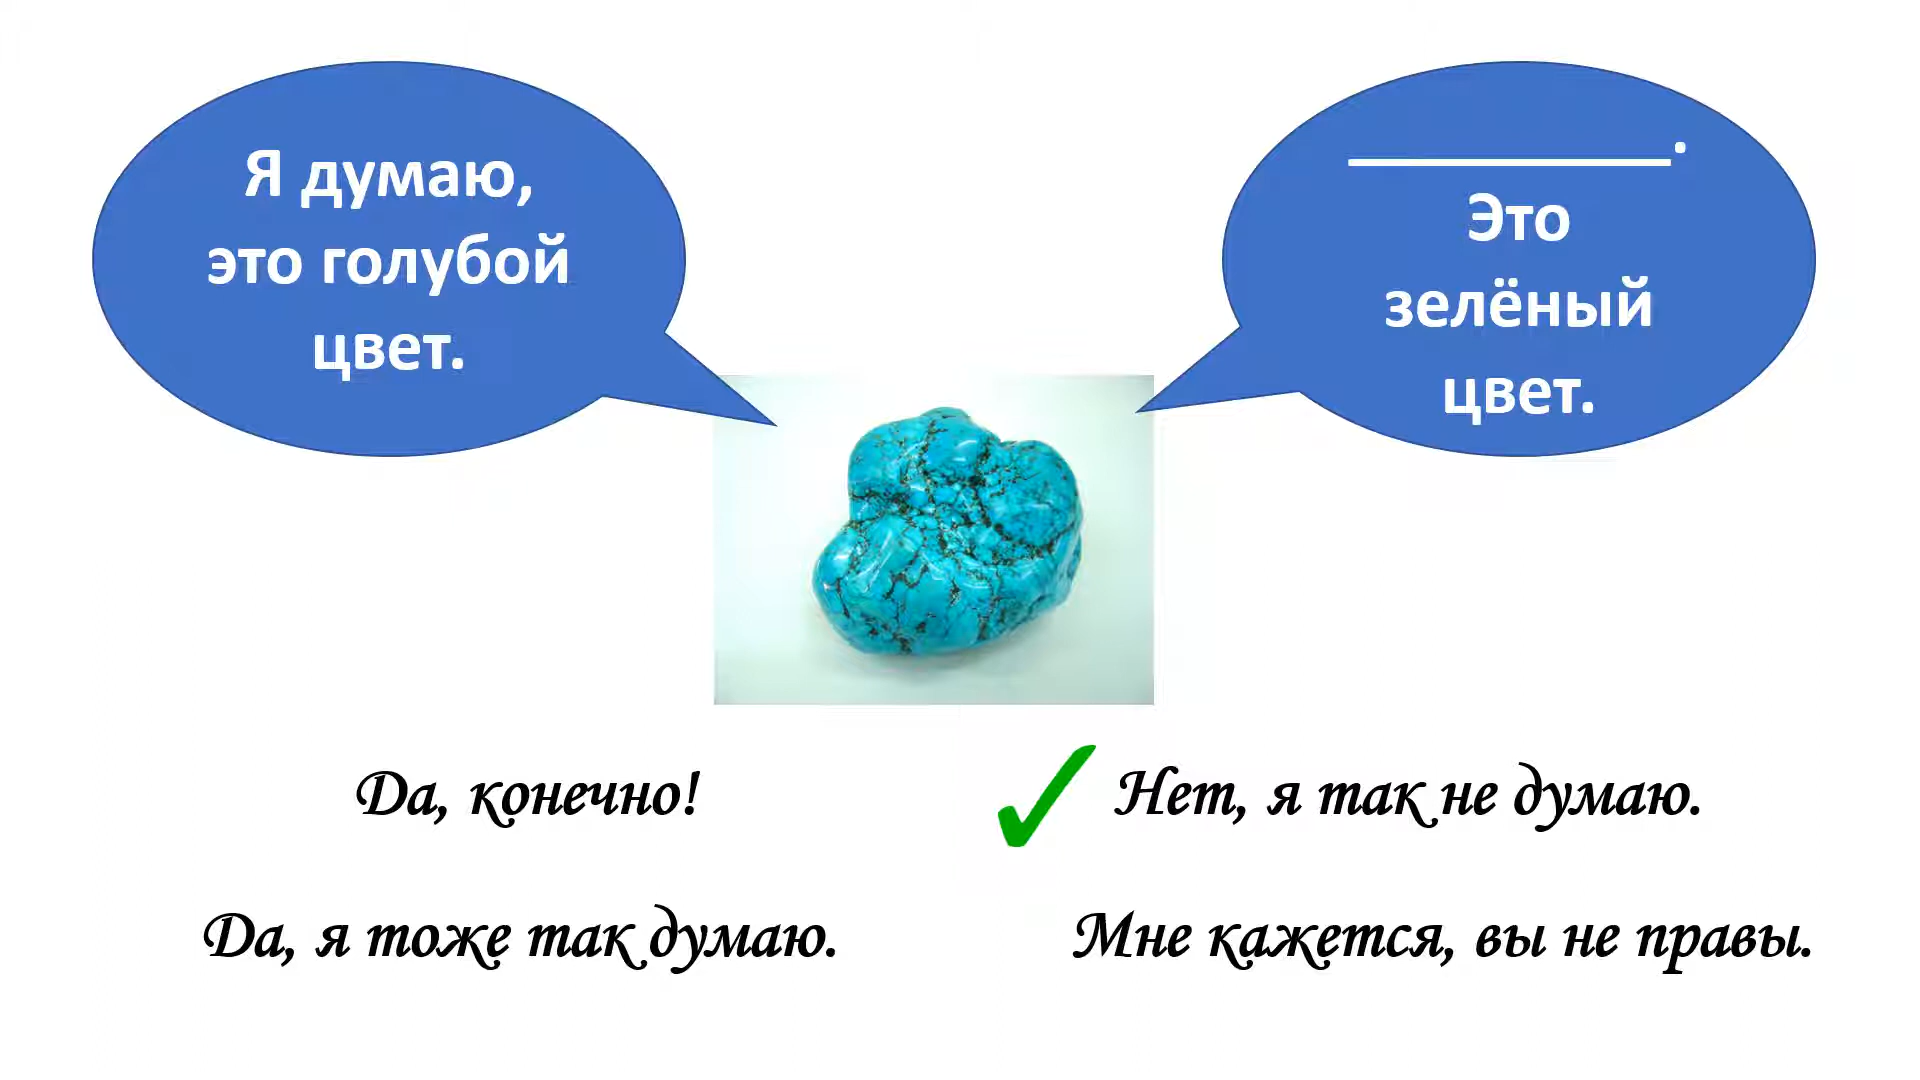 Я думаю,
это голубой
цвет.
____________.
Это
зелёный
цвет.
Да, конечно!
Нет, я так не думаю.
Да, я тоже так думаю.
Мне кажется, вы не правы.